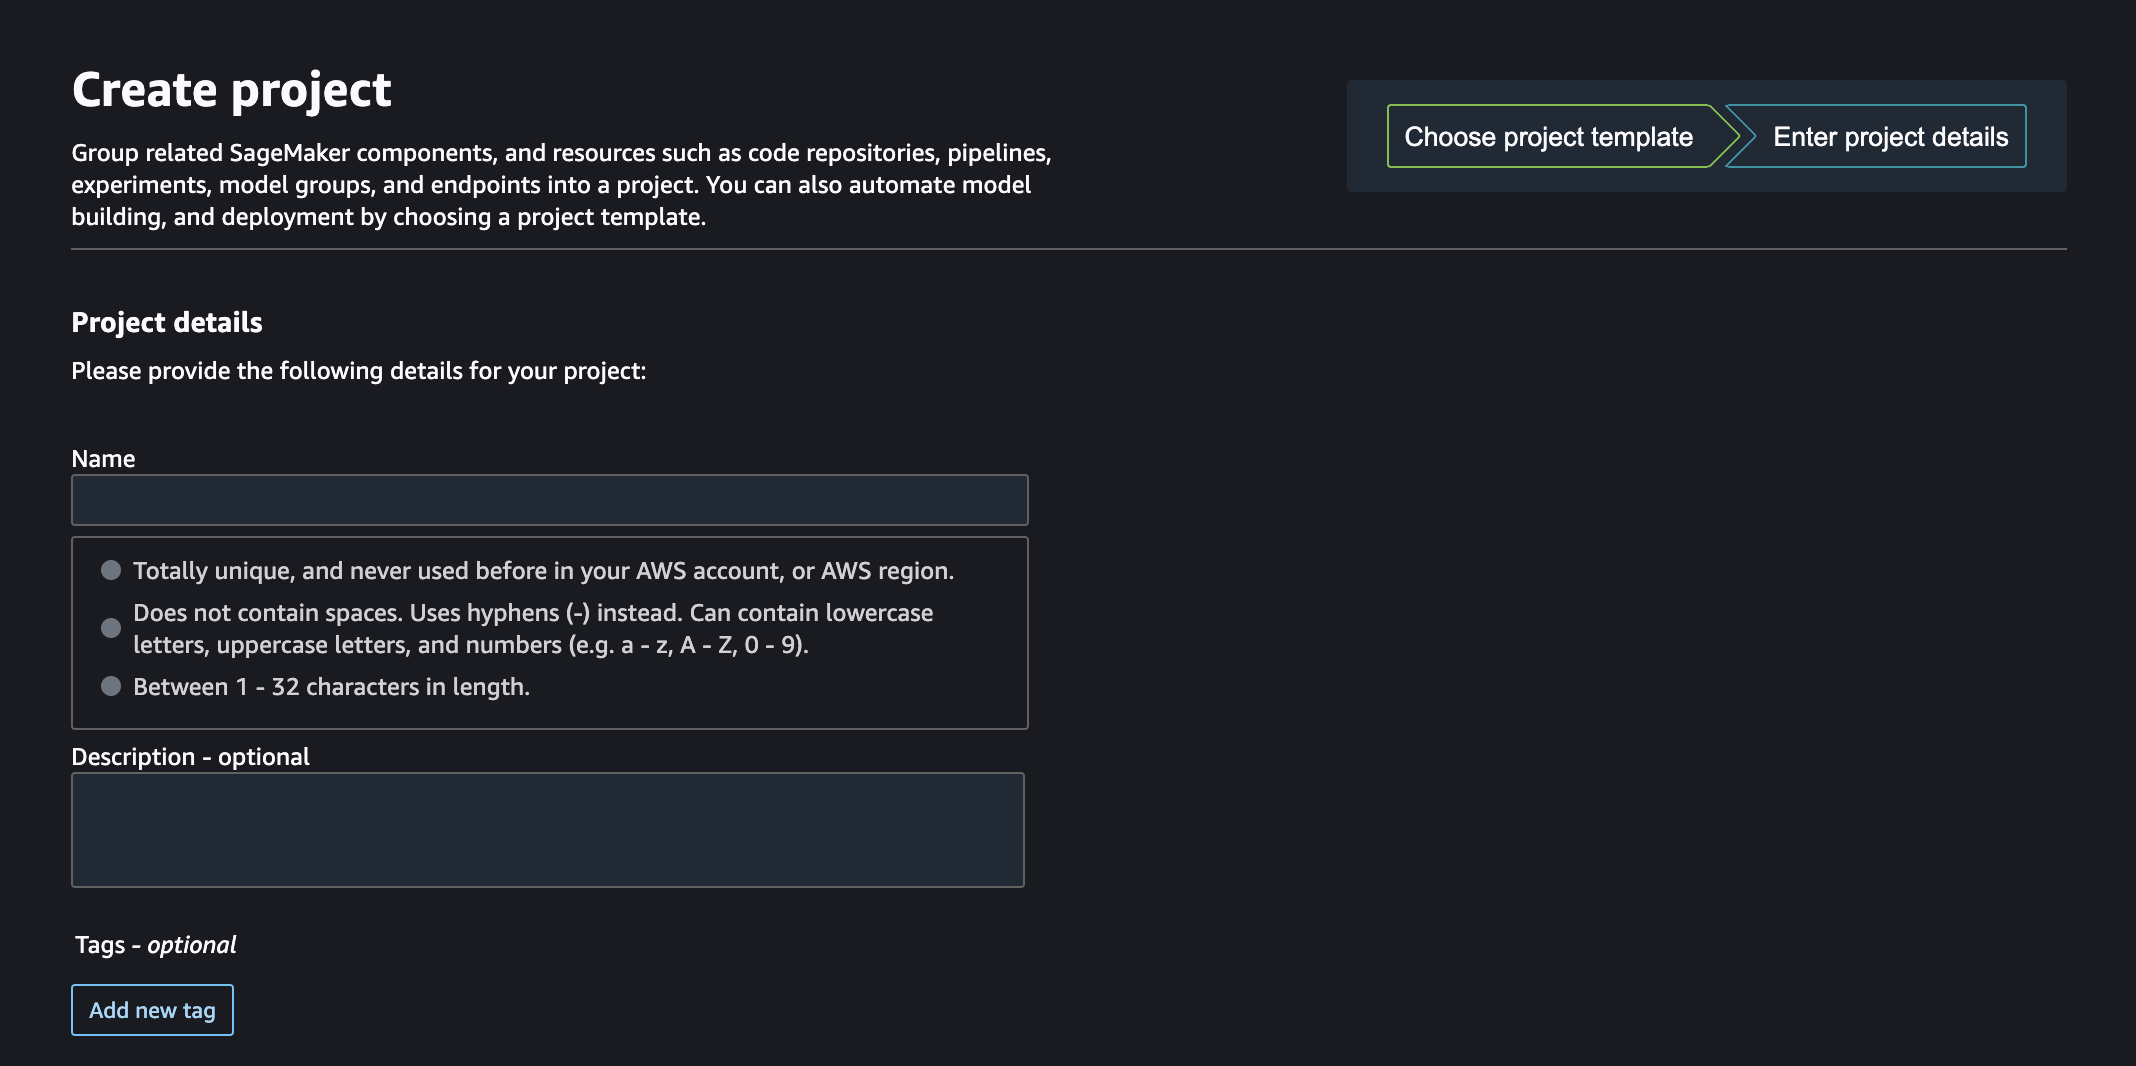 Create project
Group related SageMaker components, and resources such as code repositories, pipelines,
experiments, model groups, and endpoints into a project. You can also automate model
building, and deployment by choosing a project template.
Choose project template
Enter project details
Project details
Please provide the following details for your project:
Name
Totally unique, and never used before in your AWS account, or AWS region.
Does not contain spaces. Uses hyphens (-) instead. Can contain lowercase
letters, uppercase letters, and numbers (e.g. a - z, A - Z, 0 - 9).
Between 1 - 32 characters in length.
Description - optional
Tags - optional
Add new tag